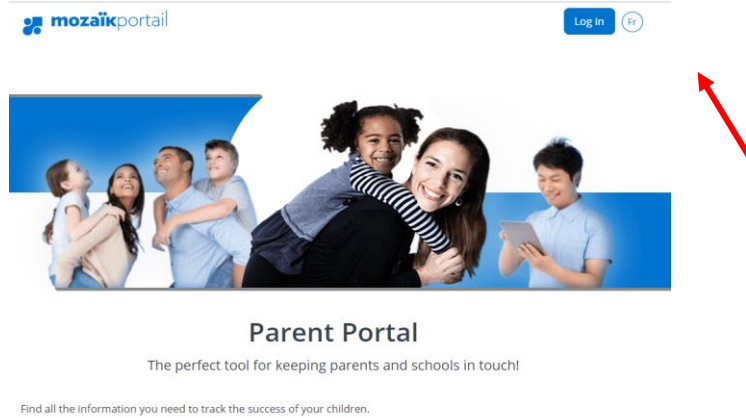 mozaïkportail
Log in Fr
Parent Portal
The perfect tool for keeping parents and schools in touch!
Find all the information you need to track the success of your children.